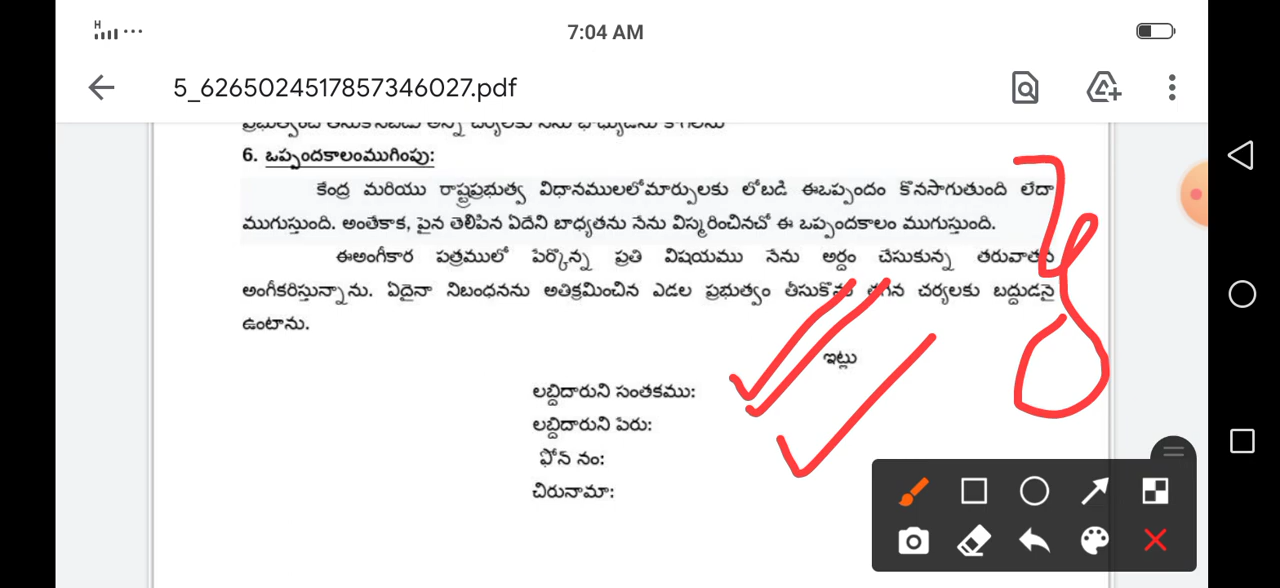 H
7:04 AM
5_6265024517857346027.pdf
6. ఒప్పందకాలంముగింపు:
కేంద్ర మరియు రాష్ట్రప్రభుత్వ విధానములలోమార్పులకు లోబడి ఈఒప్పందం కొనసాగుతుంది లేదా
ముగుస్తుంది. అంతేకాక, పైన తెలిపిన ఏదేని బాధ్యతను నేను విస్మరించినచో ఈ ఒప్పందకాలం ముగుస్తుంది.
ఈఅంగీకార పత్రములో పేర్కొన్న ప్రతి విషయము నేను అర్ధం చేసుకున్న తరువాతనే
అంగీకరిస్తున్నాను. ఏదైనా నిబంధనను అతిక్రమించిన ఎడల ప్రభుత్వం తీసుకొను తగిన చర్యలకు బద్దుడనై
ఉంటాను.
ఇట్లు
లబ్దిదారుని సంతకము:
లబ్దిదారుని పేరు:
ఫోన్ నం:
చిరునామా: